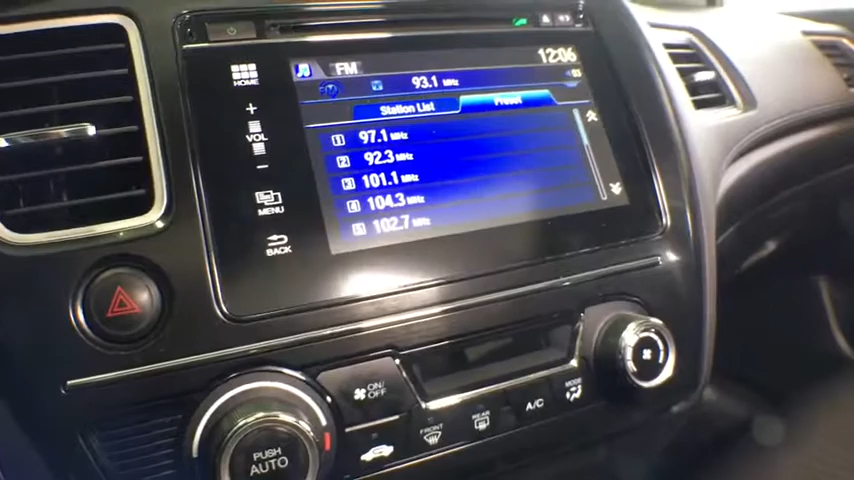 12:06
HOME
FM
FM 93.1 MHz
Station List Preset
VOL
1 97.1 MHz
2 92.3 MHz
3 101.1 MHz
4 104.3 MHz
5 102.7 MHz
MENU
BACK
ON/
OFF
MODE
FRONT REAR A/C
PUSH
AUTO